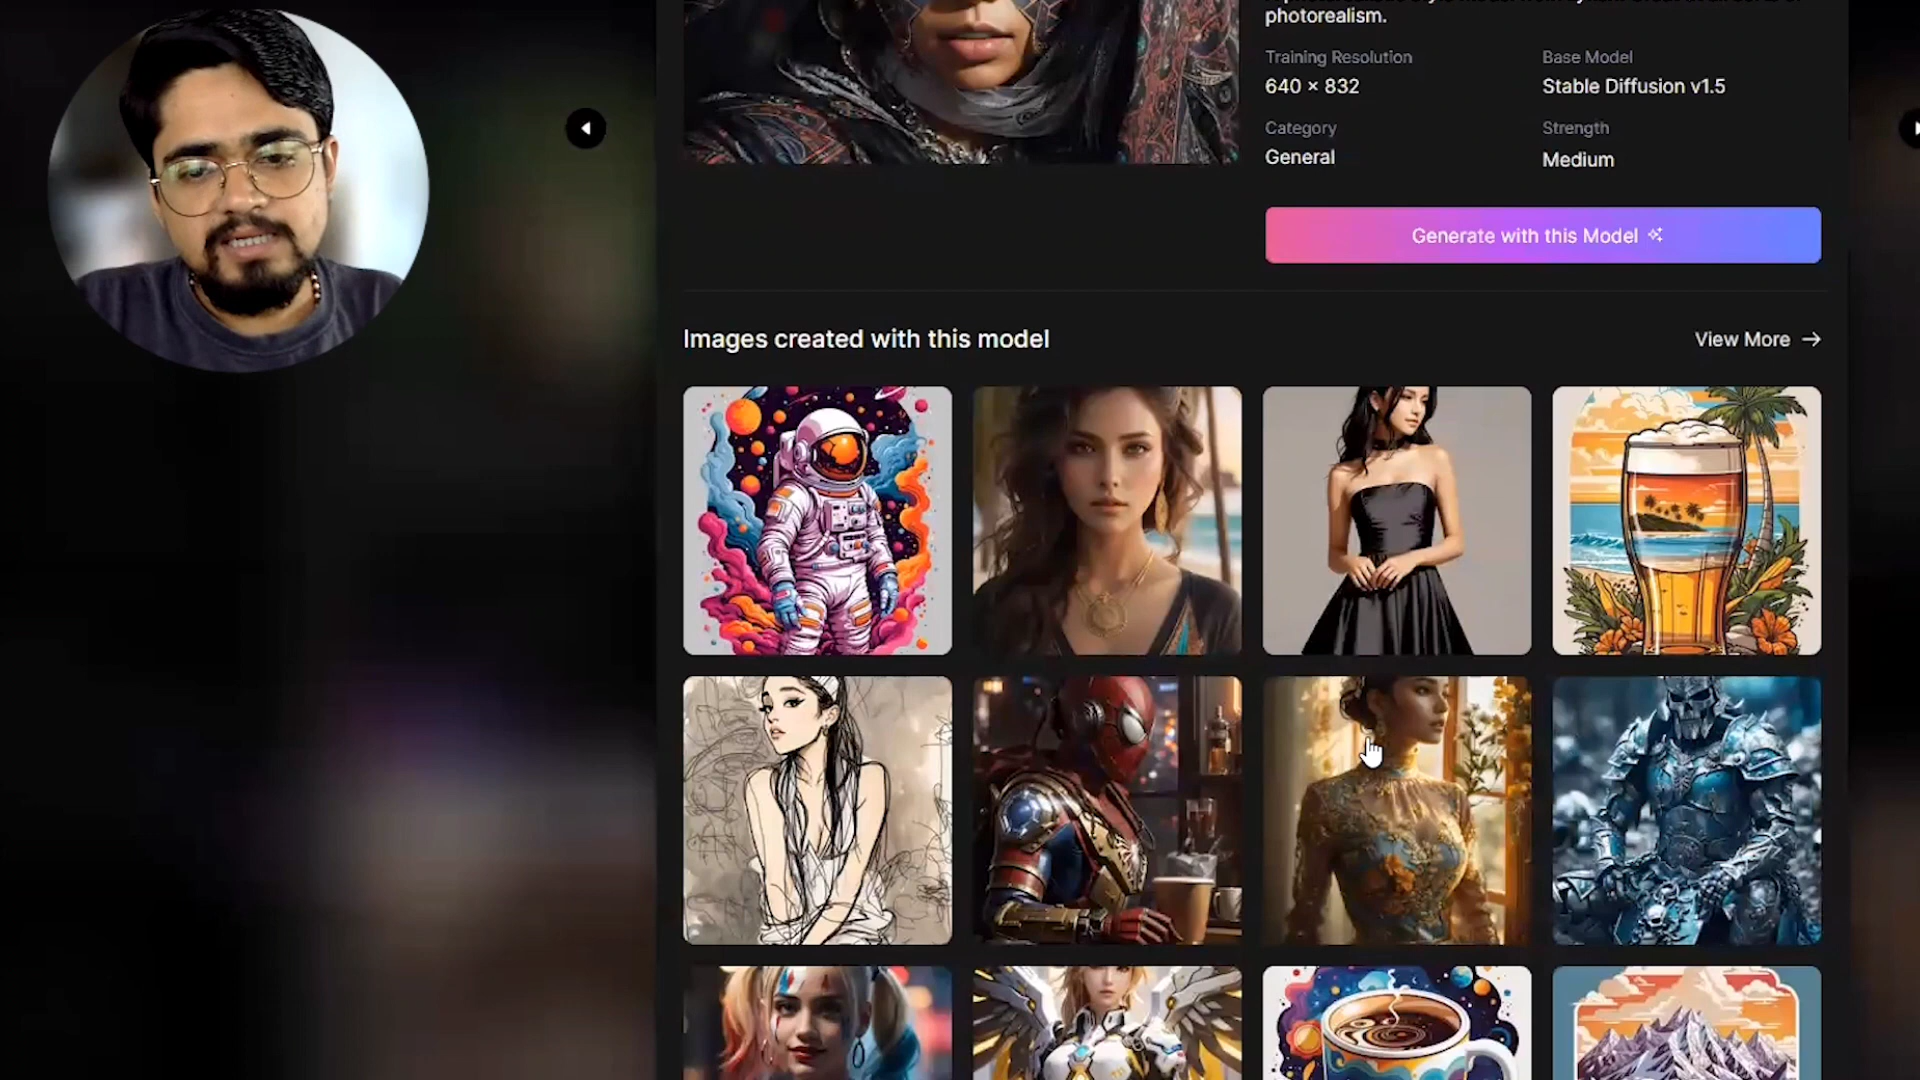 photorealism.
Training Resolution
Base Model
640 × 832
Stable Diffusion v1.5
Category
Strength
General
Medium
Generate with this Model
Images created with this model
View More →